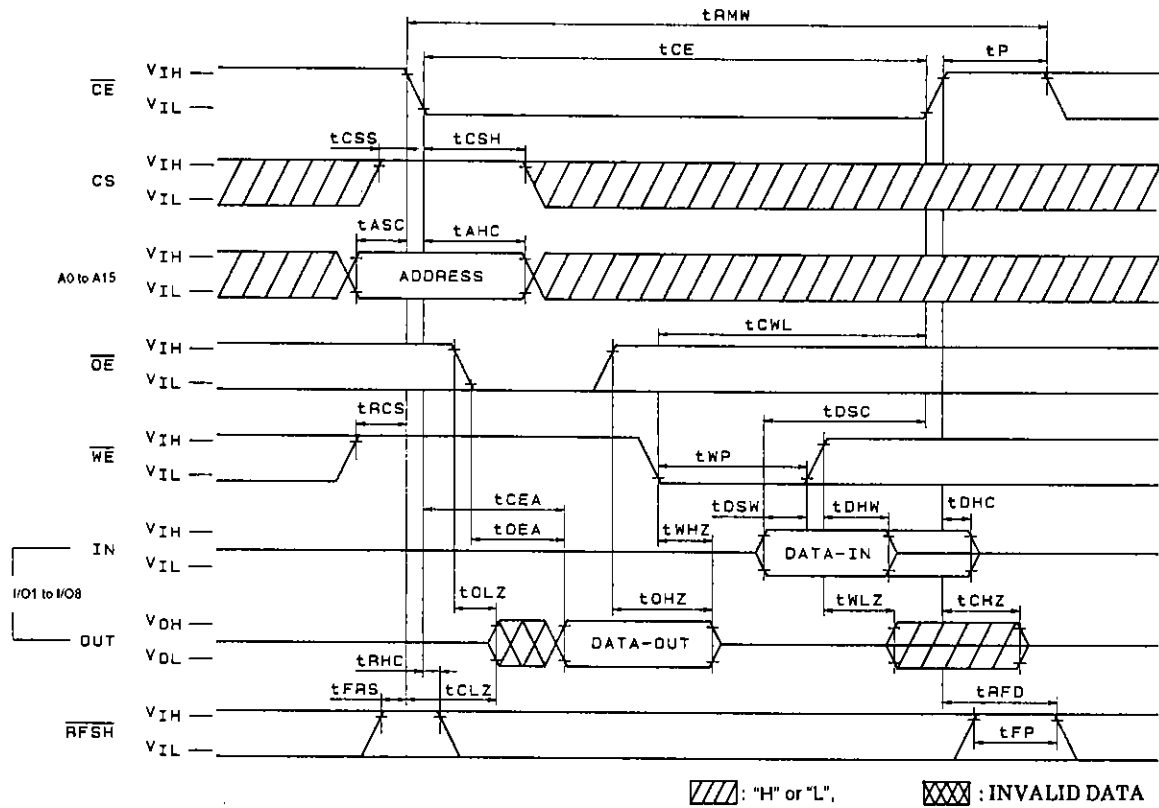 tRMW
tCE tP
CE VIH
VIL
tCSS tCSH
CS VIH
VIL
tASC tAHC
A0 to A15 VIH
VIL
ADDRESS
tCWL
OE VIH
VIL
tRCS tDSC
WE VIH
VIL
tWP
tCEA tDSW tDHW tDHC
tOEA tWHZ
IN VIH
VIL
DATA-IN
I/O1 to I/O8
tOLZ tOHZ tWLZ tCHZ
OUT VOH
VOL
DATA-OUT
tRHC
tFRS tCLZ tRFD
RFSH VIH
VIL
tFP
: "H" or "L", : INVALID DATA